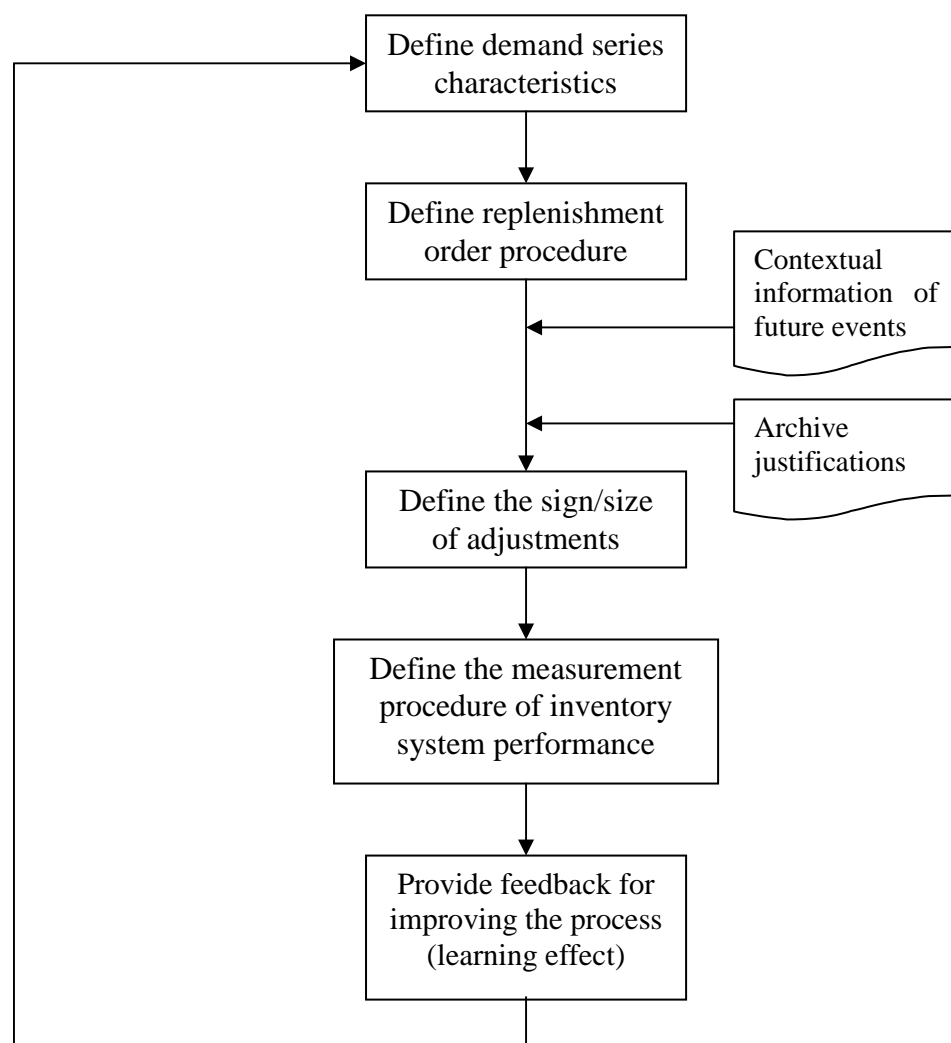 Define demand series
characteristics
Define replenishment
order procedure
Contextual
information of
future events
Archive
justifications
Define the sign/size
of adjustments
Define the measurement
procedure of inventory
system performance
Provide feedback for
improving the process
(learning effect)